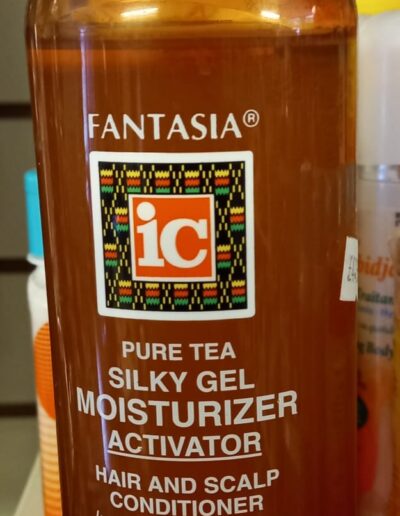 FANTASIA®
ic
PURE TEA
SILKY GEL
MOISTURIZER
ACTIVATOR
HAIR AND SCALP
CONDITIONER